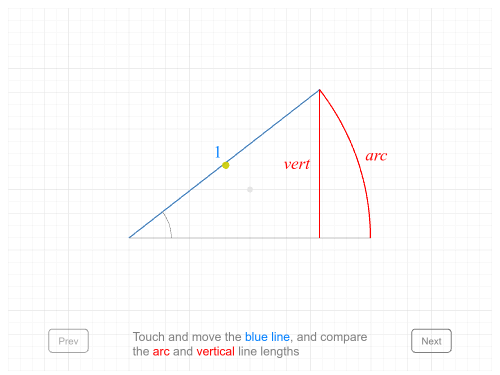 1
vert
arc
Prev
Touch and move the blue line, and compare
the arc and vertical line lengths
Next